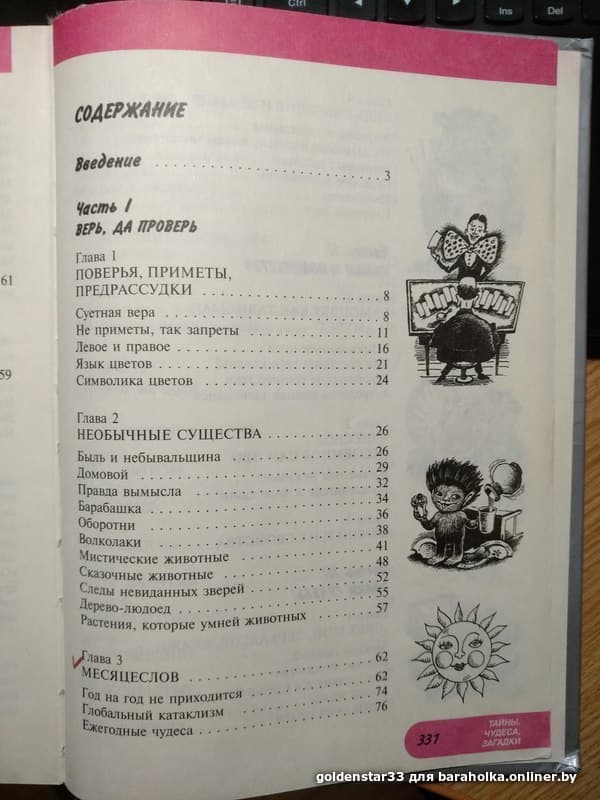 Ctrl
Ins
Del
61
59
СОДЕРЖАНИЕ
Введение . . . . . . . . . . . . . . . . . . . . . . . . . . 3
Часть I
ВЕРЬ, ДА ПРОВЕРЬ
Глава 1
ПОВЕРЬЯ, ПРИМЕТЫ,
ПРЕДРАССУДКИ . . . . . . . . . . . . . . . . . . . . 8
Суетная вера . . . . . . . . . . . . . . . . . . . . 8
Не приметы, так запреты . . . . . . . . . . . . . . 11
Левое и правое . . . . . . . . . . . . . . . . . . . . 16
Язык цветов . . . . . . . . . . . . . . . . . . . . 21
Символика цветов . . . . . . . . . . . . . . . . . . 24
Глава 2
НЕОБЫЧНЫЕ СУЩЕСТВА . . . . . . . . . . . . 26
Быль и небывальщина . . . . . . . . . . . . . . 26
Домовой . . . . . . . . . . . . . . . . . . . . 29
Правда вымысла . . . . . . . . . . . . . . . . . . 32
Барабашка . . . . . . . . . . . . . . . . . . . . 34
Оборотни . . . . . . . . . . . . . . . . . . . . 36
Волколаки . . . . . . . . . . . . . . . . . . . . 38
Мистические животные . . . . . . . . . . . . . . 41
Сказочные животные . . . . . . . . . . . . . . 48
Следы невиданных зверей . . . . . . . . . . . . 52
Дерево-людоед . . . . . . . . . . . . . . . . . . 55
Растения, которые умней животных . . . . . . . 57
Глава 3
МЕСЯЦЕСЛОВ . . . . . . . . . . . . . . . . . . 62
Год на год не приходится . . . . . . . . . . . . 62
Глобальный катаклизм . . . . . . . . . . . . . . 74
Ежегодные чудеса . . . . . . . . . . . . . . . . 76
331
ТАЙНЫ,
ЧУДЕСА,
ЗАГАДКИ
goldenstar33 для baraholka.onliner.by